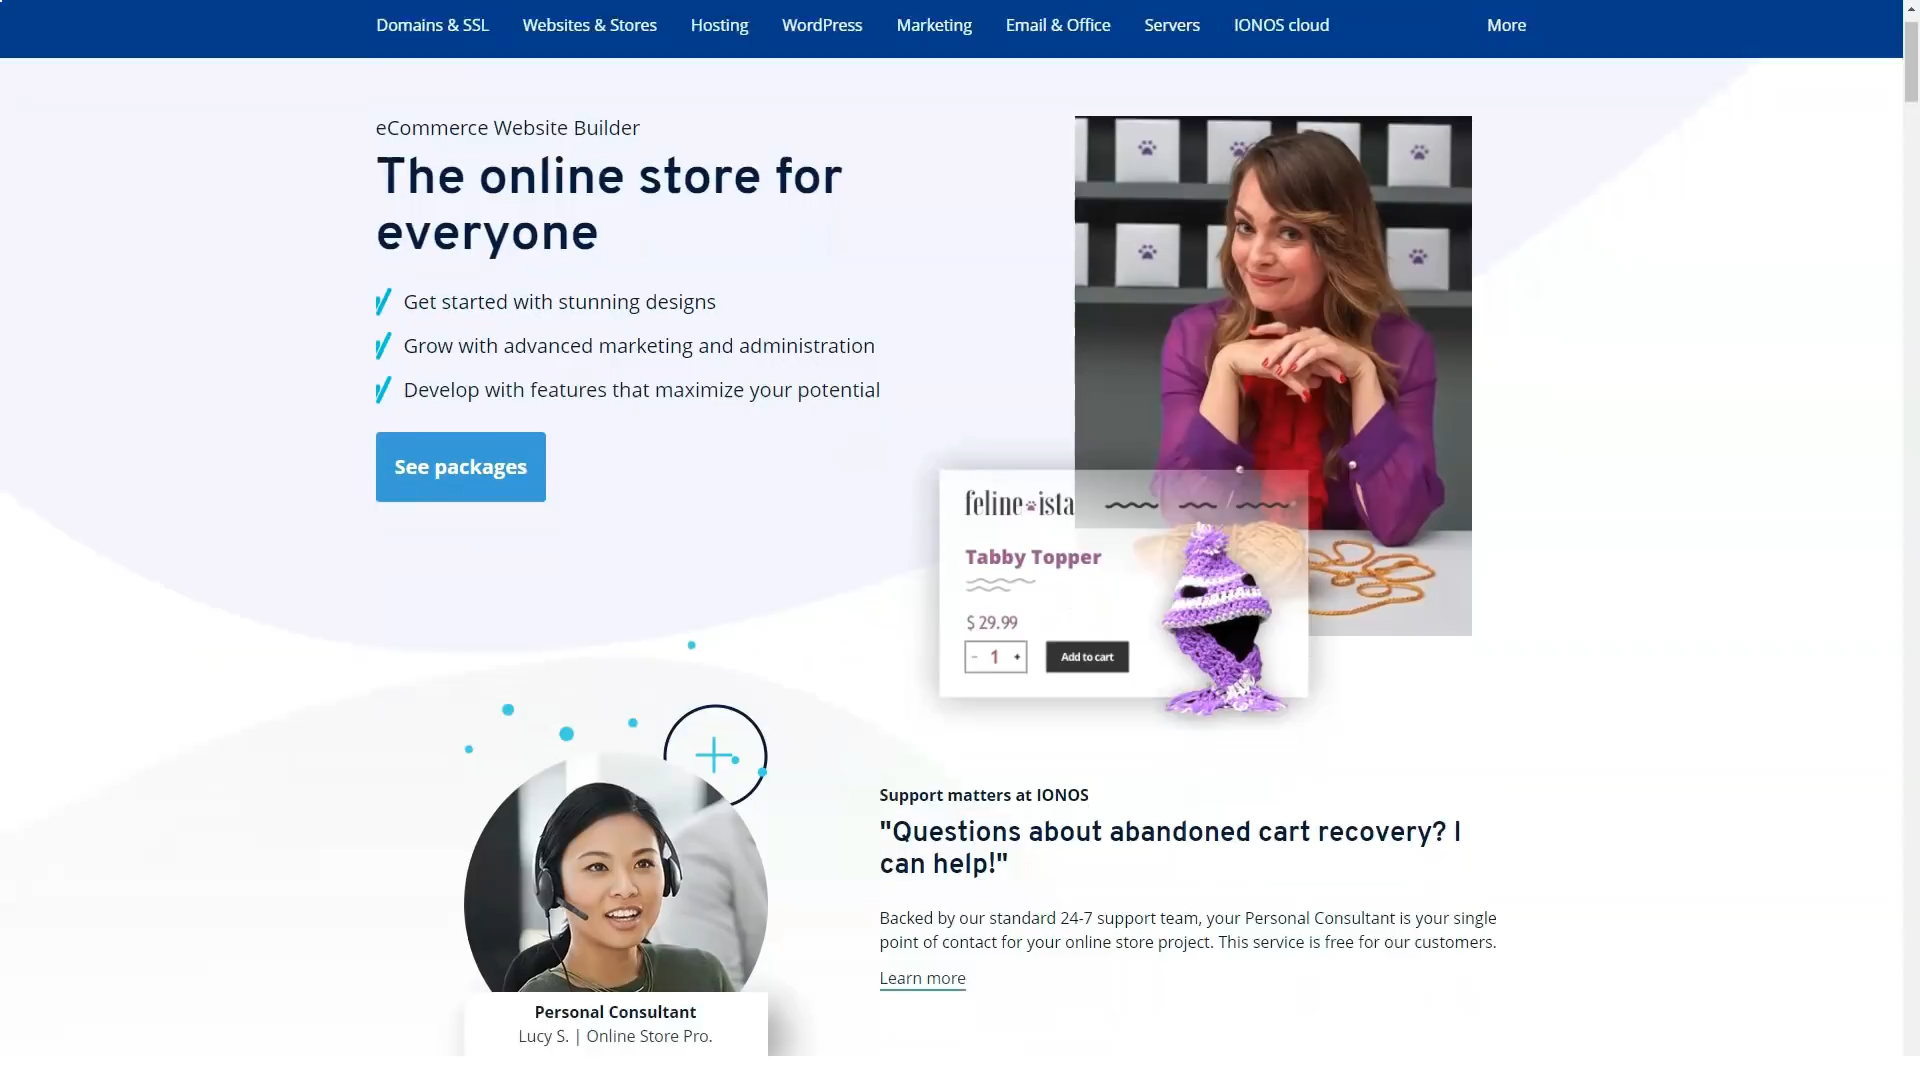 Domains & SSL
Websites & Stores
Hosting
WordPress
Marketing
Email & Office
Servers
IONOS cloud
More
eCommerce Website Builder
The online store for
everyone
Get started with stunning designs
Grow with advanced marketing and administration
Develop with features that maximize your potential
See packages
feline ista
Tabby Topper
$ 29.99
- 1 +
Add to cart
Support matters at IONOS
"Questions about abandoned cart recovery? I
can help!"
Backed by our standard 24-7 support team, your Personal Consultant is your single
point of contact for your online store project. This service is free for our customers.
Learn more
Personal Consultant
Lucy S. | Online Store Pro.